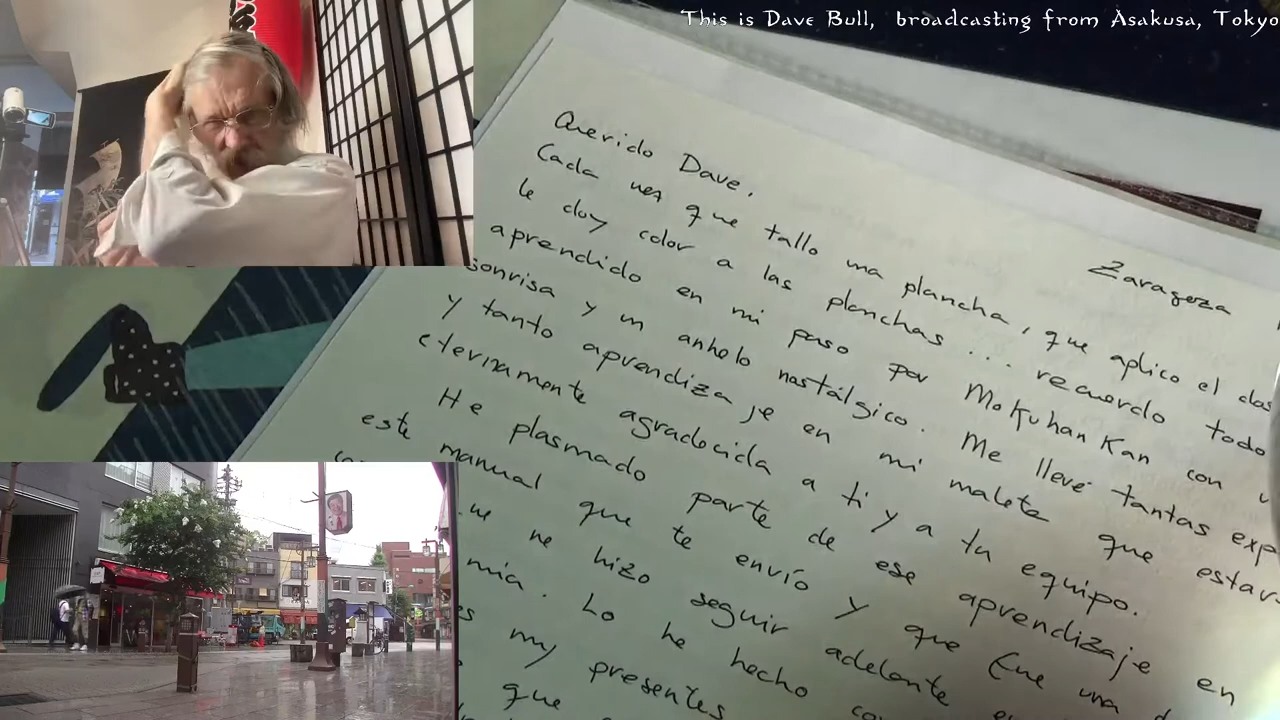 This is Dave Bull, broadcasting from Asakusa, Tokyo
Zaragoza
Querido Dave,
Cada vez que tallo una plancha, que aplico el
le doy color a las planchas ... recuerdo todo
aprendido en mi paso por MokuhanKan con
sonrisa y un anhelo nostálgico. Me llevé tantas
y tanto aprendizaje en mi maleta que
eternamente agradecida a ti y a tu equipo.
He plasmado parte de ese aprendizaje en
este manual que te envío y que fue una
me hizo seguir adelante
mía. Lo he hecho
my presentes
que